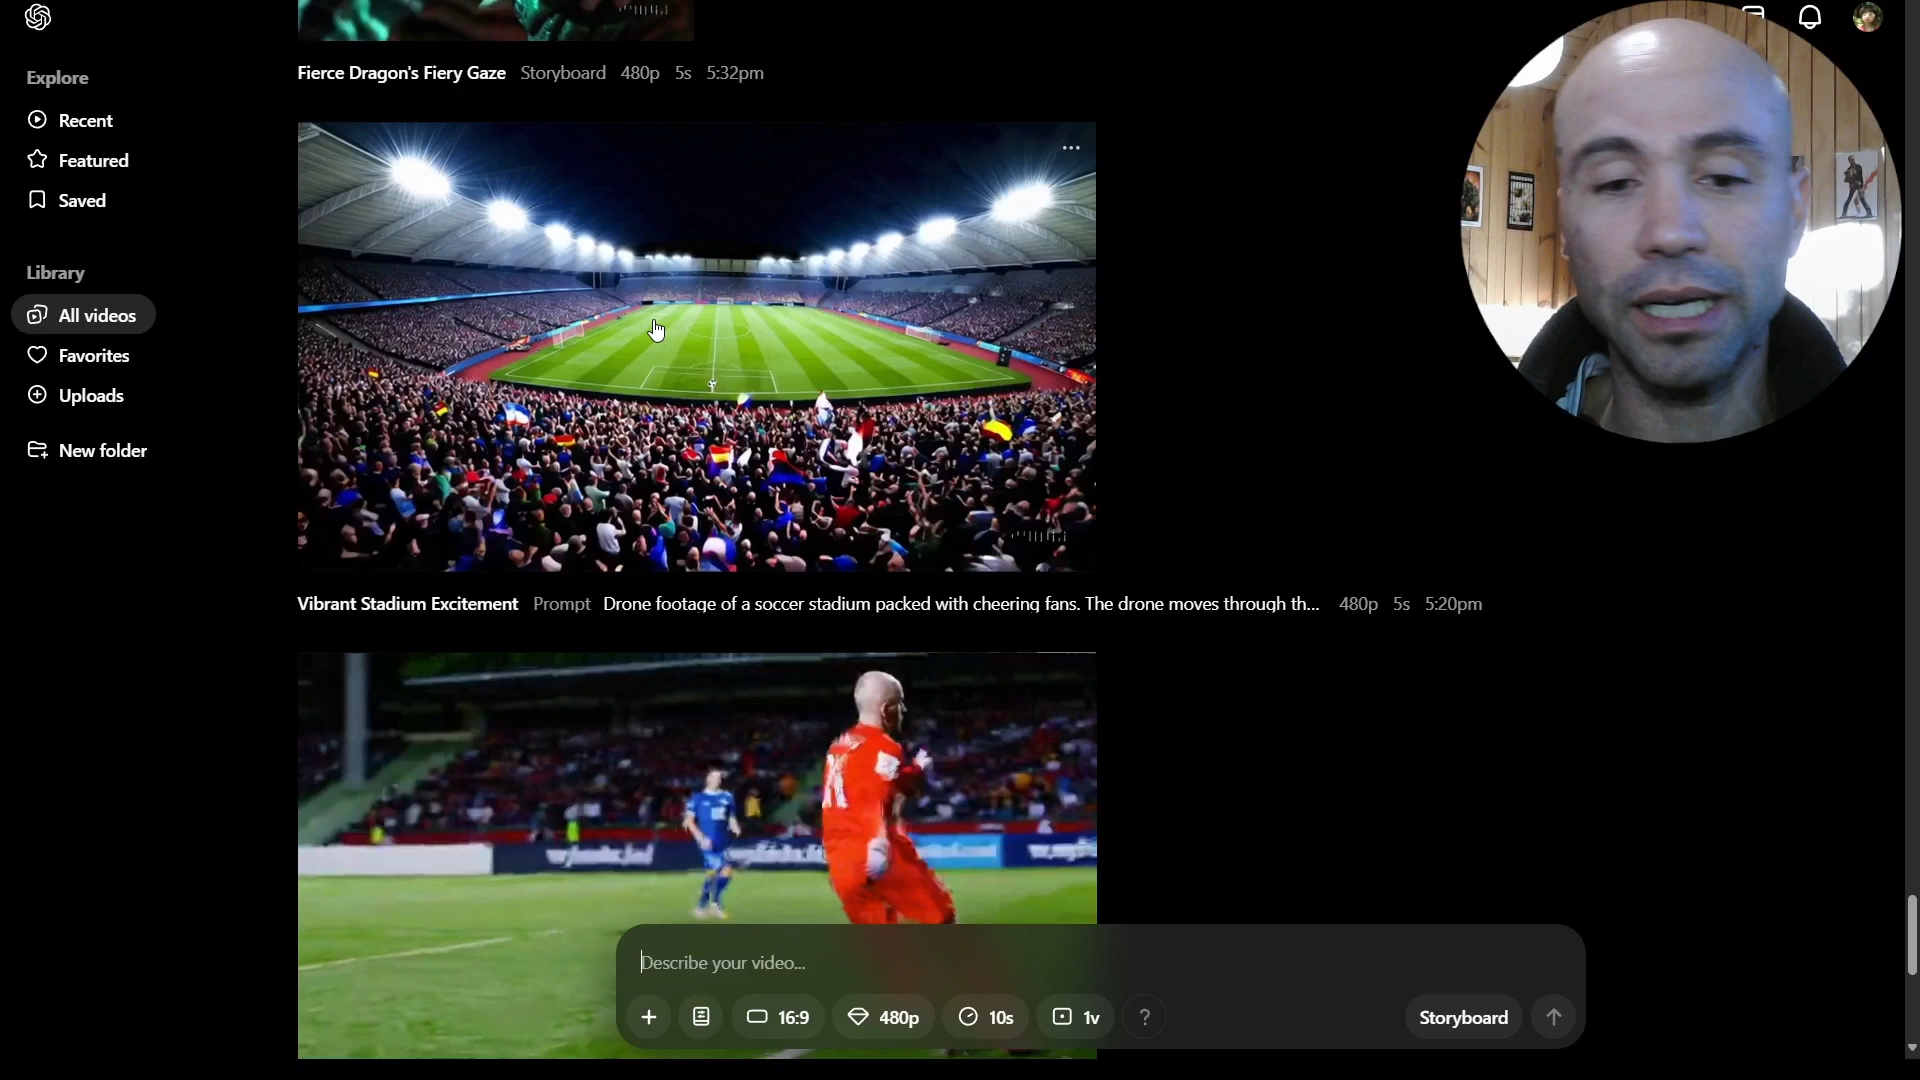 Explore
Recent
Featured
Saved
Library
All videos
Favorites
Uploads
New folder
Fierce Dragon's Fiery Gaze Storyboard 480p 5s 5:32pm
Vibrant Stadium Excitement Prompt Drone footage of a soccer stadium packed with cheering fans. The drone moves through th... 480p 5s 5:20pm
Describe your video...
16:9 480p 10s 1v ? Storyboard